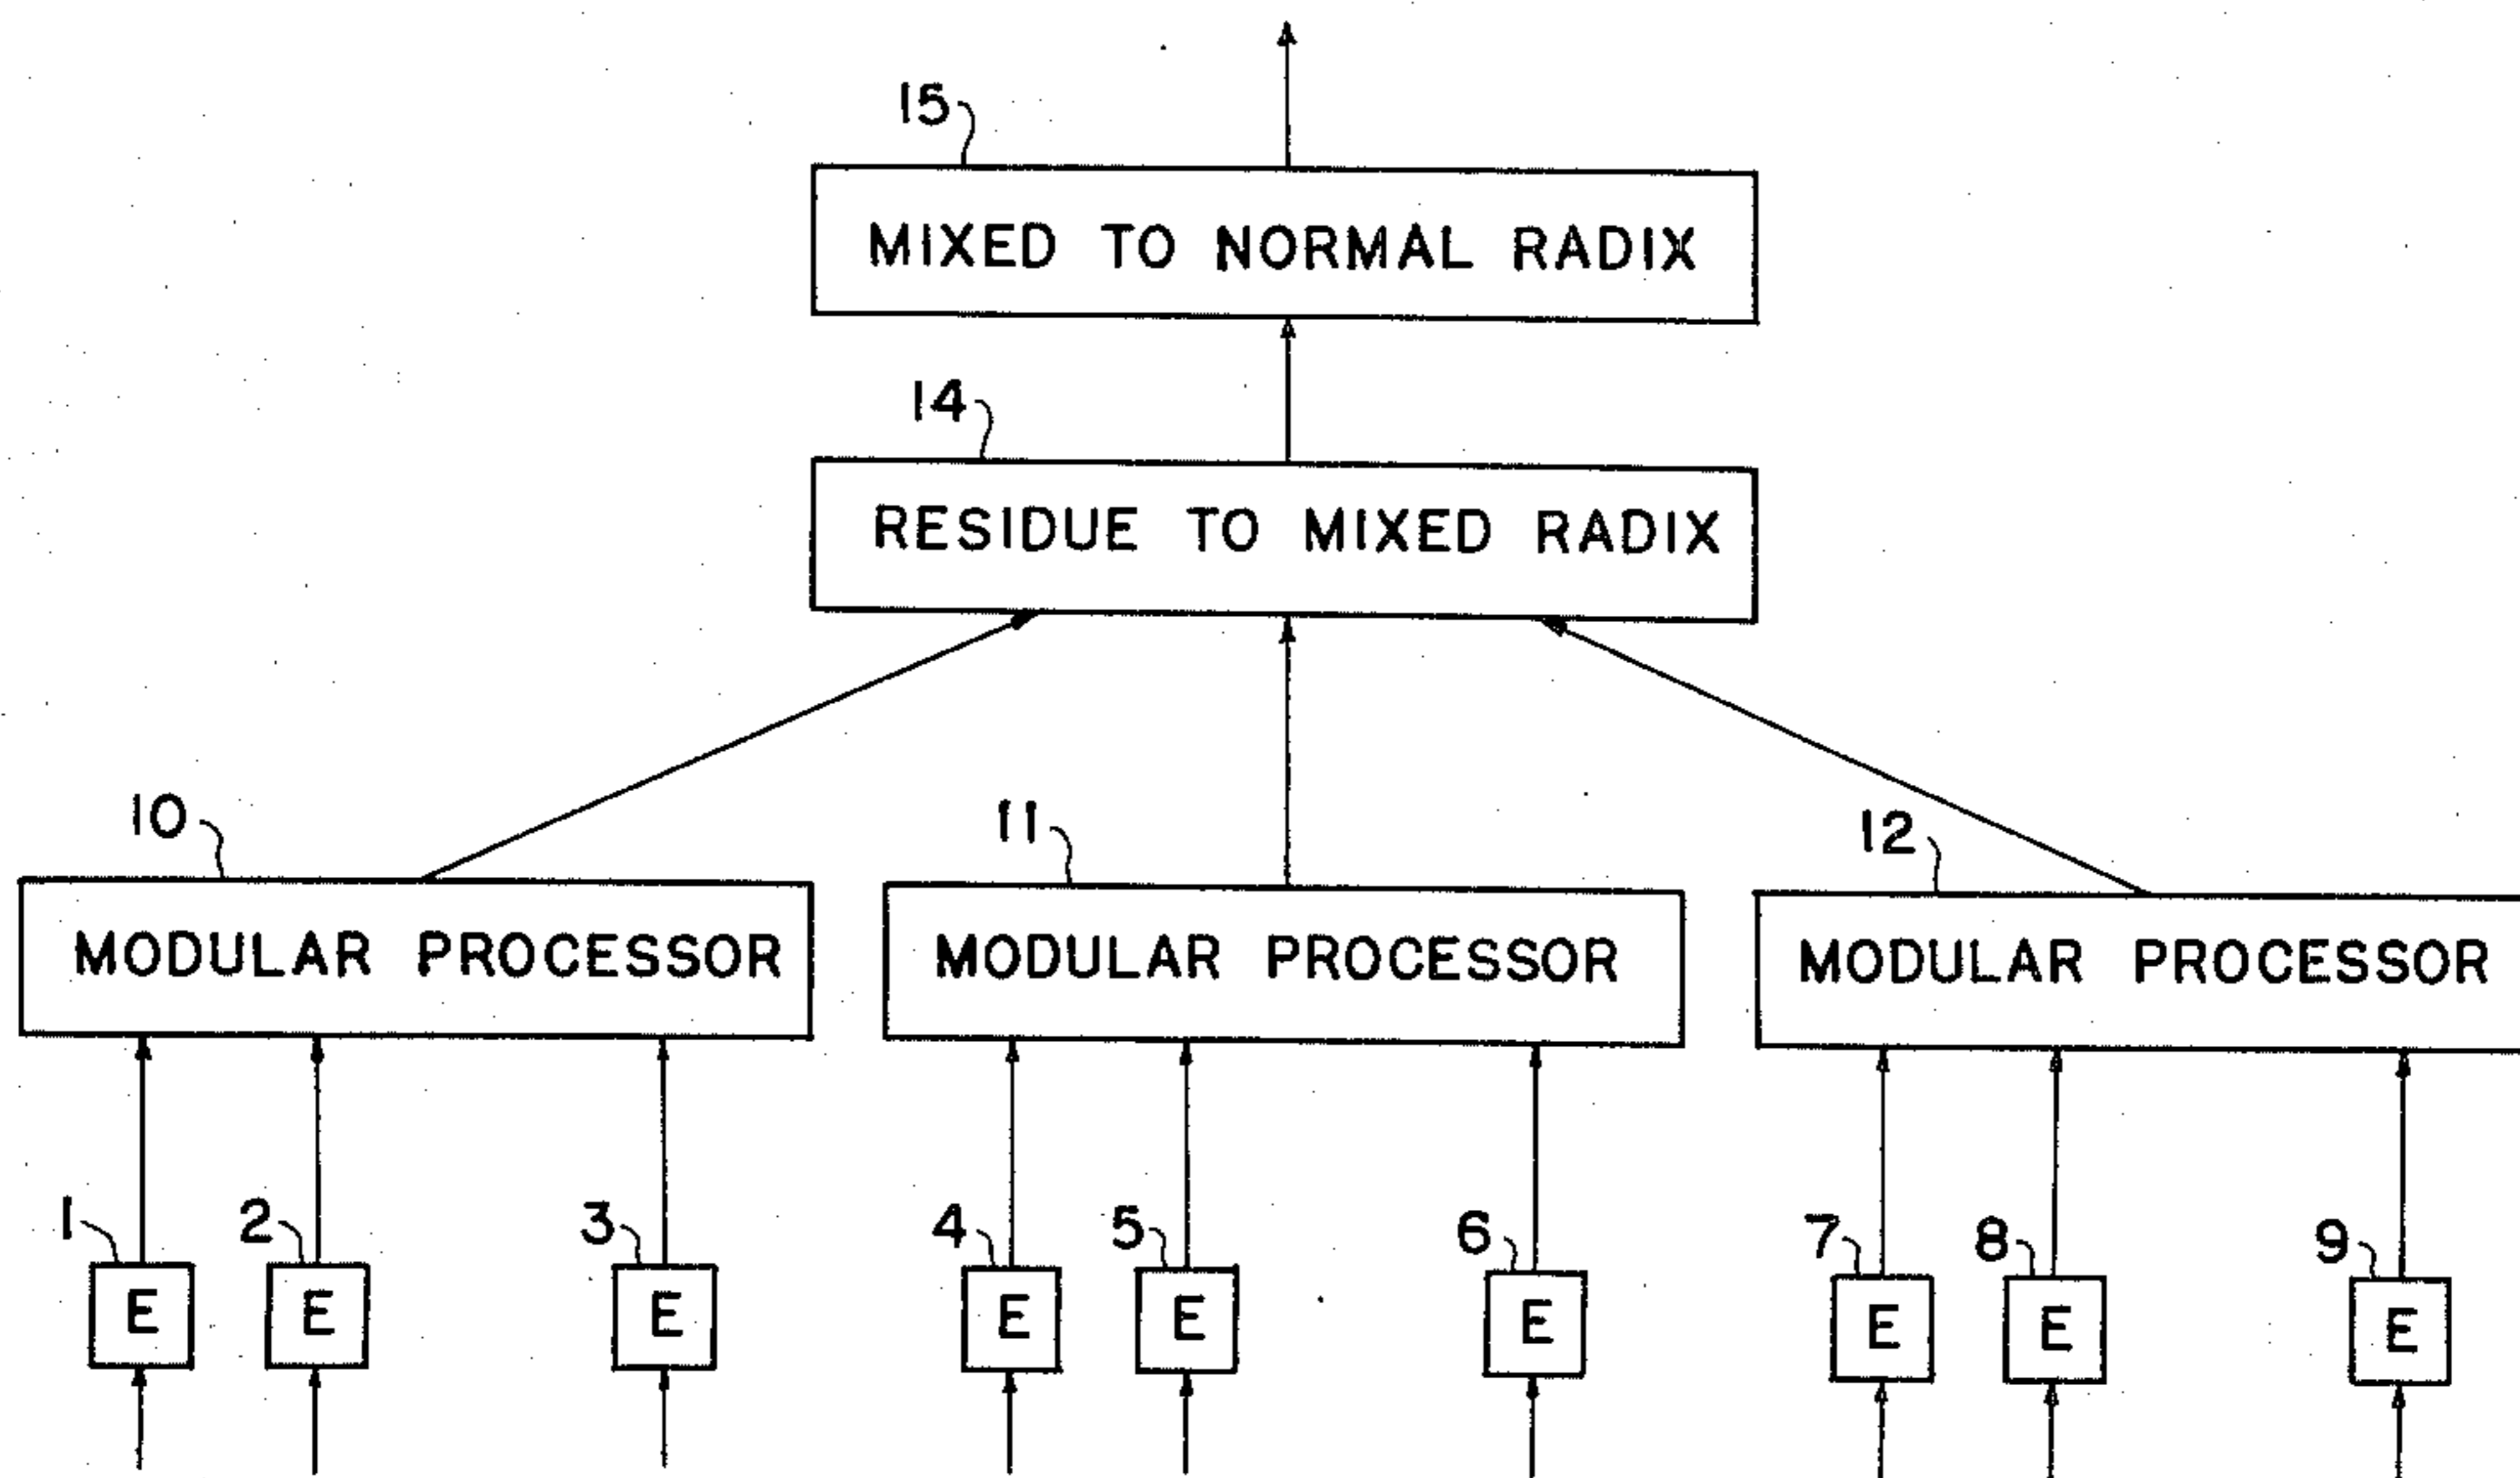 15
MIXED TO NORMAL RADIX
14
RESIDUE TO MIXED RADIX
10 11 12
MODULAR PROCESSOR MODULAR PROCESSOR MODULAR PROCESSOR
1 2 3 4 5 6 7 8 9
E E E E E E E E E